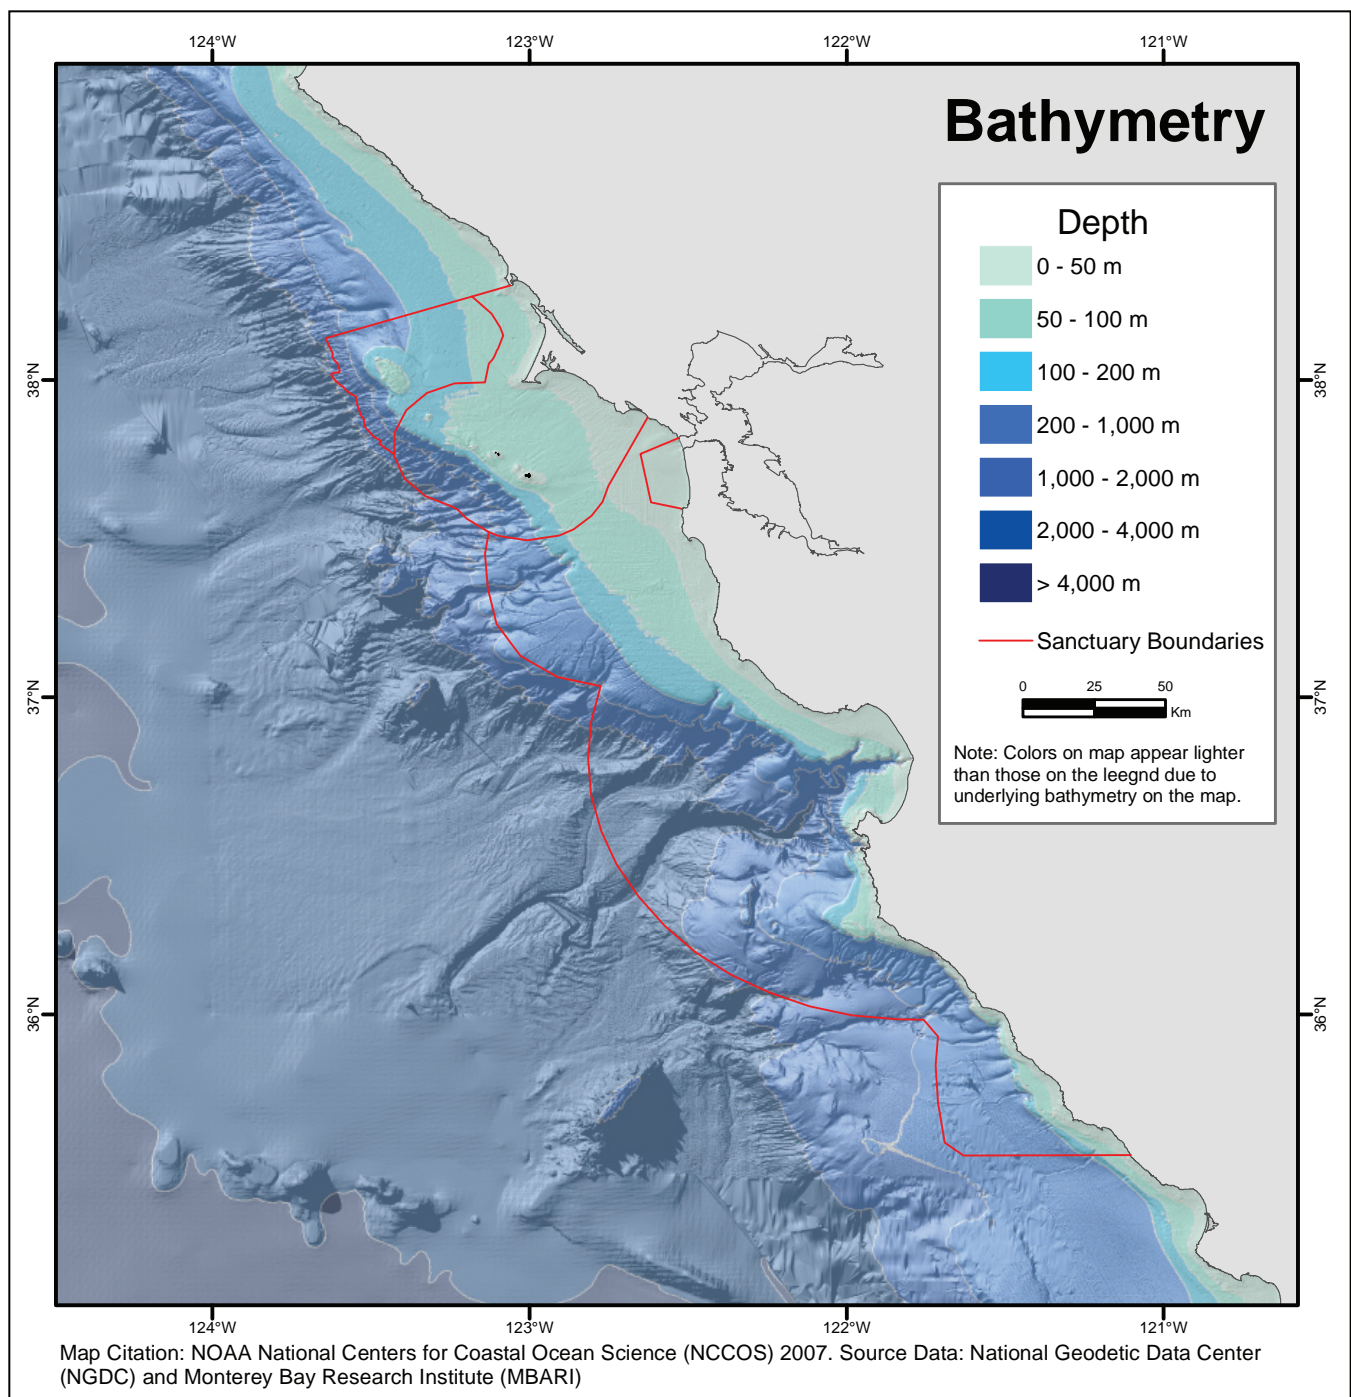 124°W
123°W
122°W
121°W
Bathymetry
Depth
0 - 50 m
50 - 100 m
100 - 200 m
200 - 1,000 m
1,000 - 2,000 m
2,000 - 4,000 m
> 4,000 m
Sanctuary Boundaries
0 25 50
Km
Note: Colors on map appear lighter
than those on the leegnd due to
underlying bathymetry on the map.
38°N
38°N
37°N
37°N
36°N
36°N
124°W
123°W
122°W
121°W
Map Citation: NOAA National Centers for Coastal Ocean Science (NCCOS) 2007. Source Data: National Geodetic Data Center
(NGDC) and Monterey Bay Research Institute (MBARI)